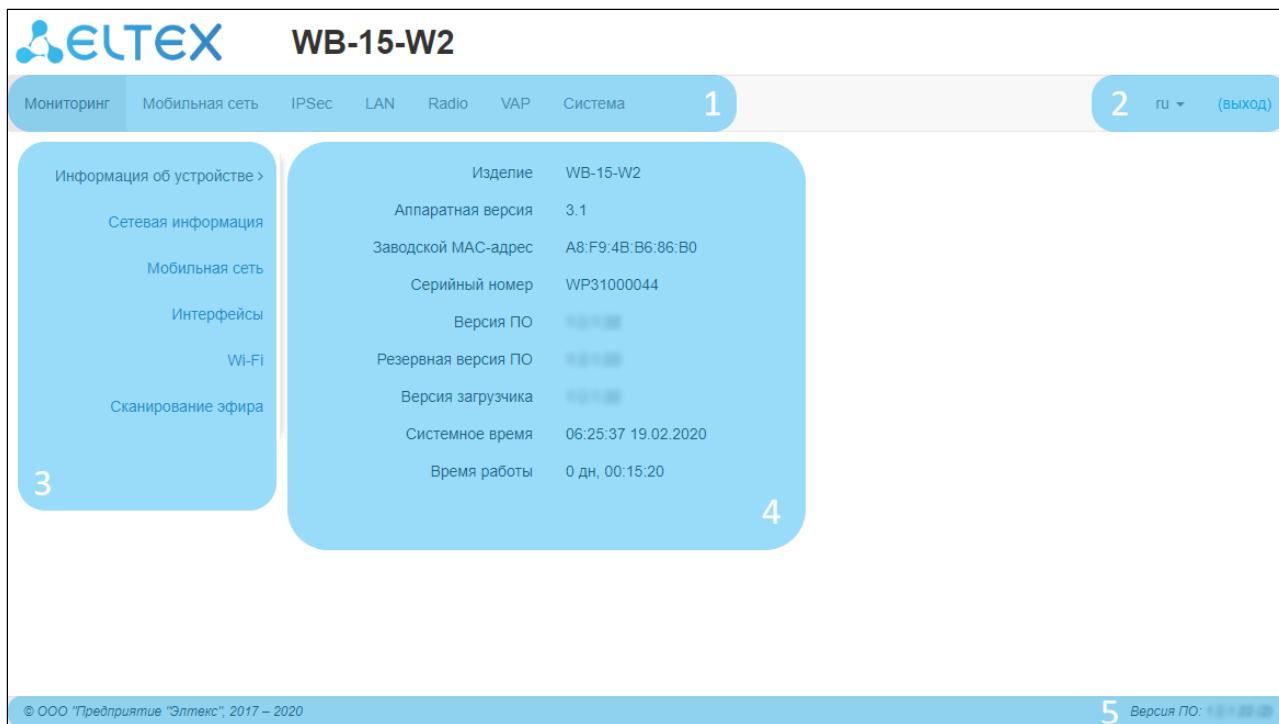 ELTEX WB-15-W2
Мониторинг Мобильная сеть IPSec LAN Radio VAP Система 1 2 ru (выход)
Информация об устройстве >
Сетевая информация
Мобильная сеть
Интерфейсы
Wi-Fi
Сканирование эфира
3
Изделие WB-15-W2
Аппаратная версия 3.1
Заводской MAC-адрес A8:F9:4B:B6:86:B0
Серийный номер WP31000044
Версия ПО
Резервная версия ПО
Версия загрузчика
Системное время 06:25:37 19.02.2020
Время работы 0 дн, 00:15:20
4
© ООО "Предприятие "Элтекс", 2017 – 2020 5 Версия ПО: